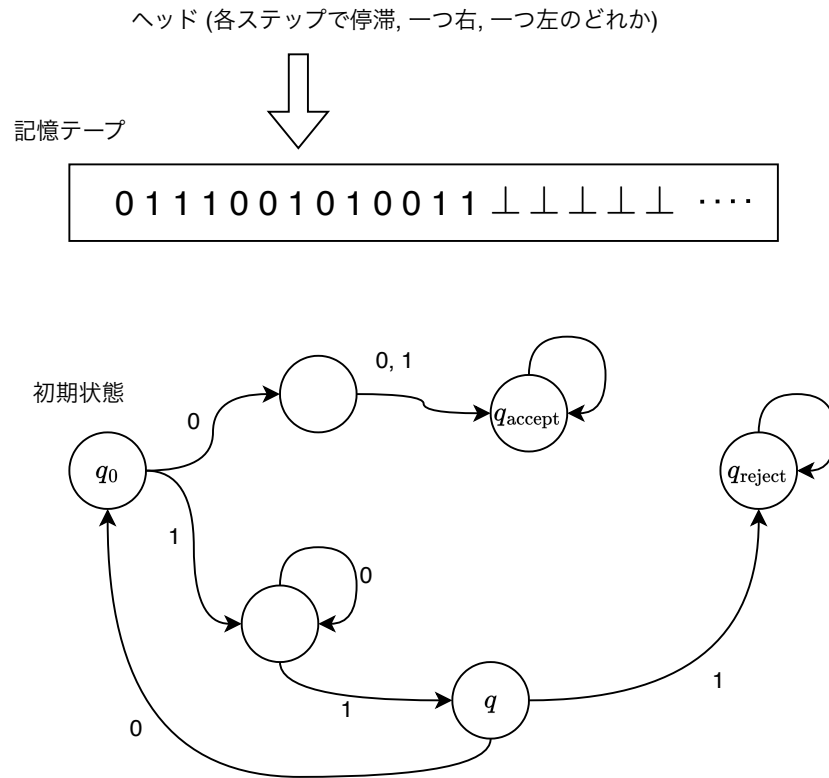 ヘッド (各ステップで停滞, 一つ右, 一つ左のどれか)
記憶テープ
0 1 1 1 0 0 1 0 1 0 0 1 1 ⊥ ⊥ ⊥ ⊥ ⊥ ····
0, 1
初期状態
q_accept
0
q_0
q_reject
1
0
1
q
1
0